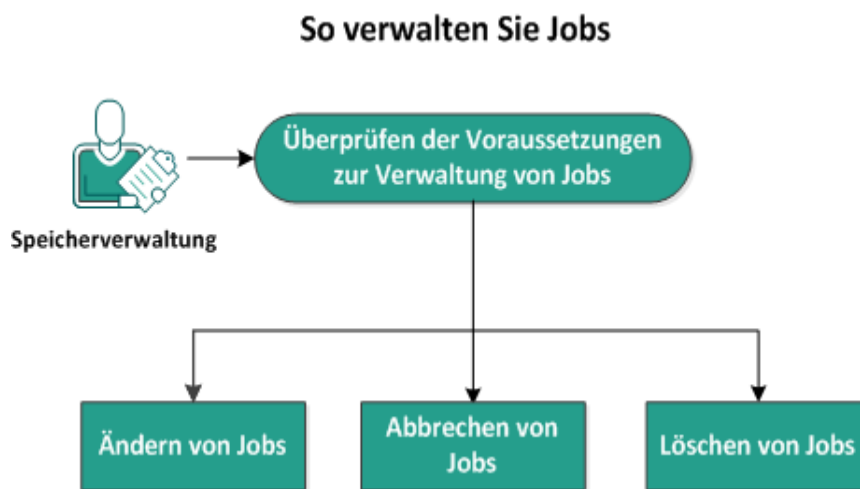 So verwalten Sie Jobs
Überprüfen der Voraussetzungen
zur Verwaltung von Jobs
Speicherverwaltung
Ändern von Jobs
Abbrechen von
Jobs
Löschen von Jobs